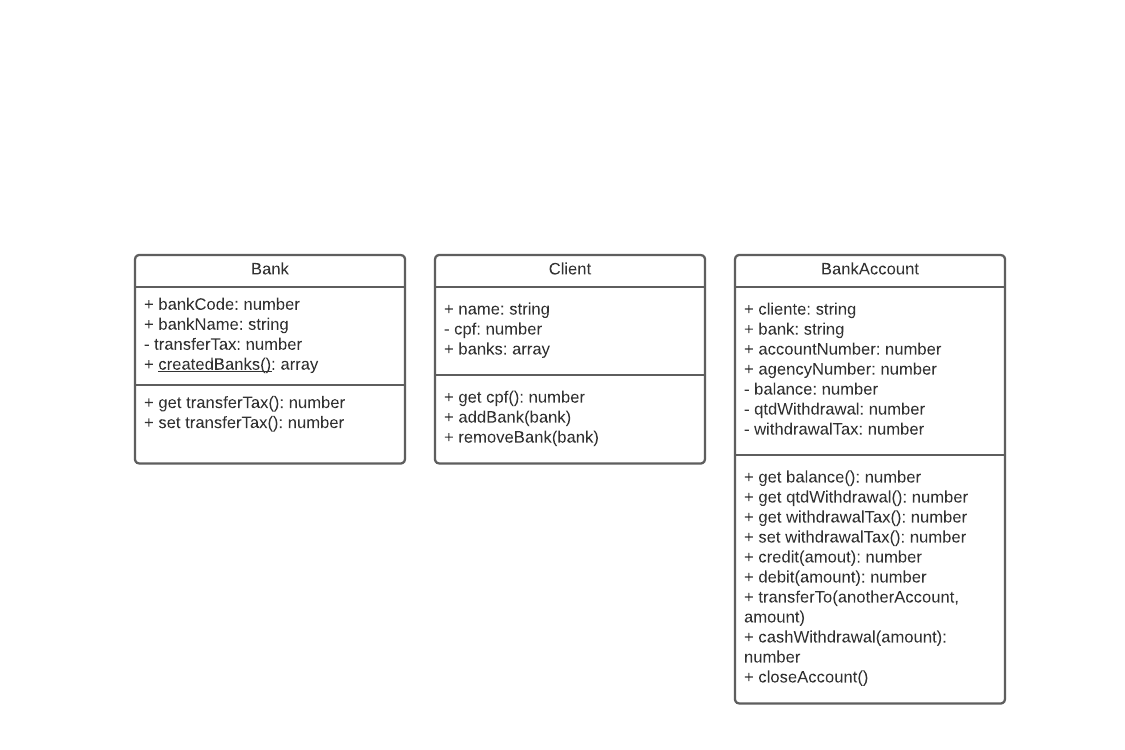 Bank
+ bankCode: number
+ bankName: string
- transferTax: number
+ createdBanks(): array
+ get transferTax(): number
+ set transferTax(): number
Client
+ name: string
- cpf: number
+ banks: array
+ get cpf(): number
+ addBank(bank)
+ removeBank(bank)
BankAccount
+ cliente: string
+ bank: string
+ accountNumber: number
+ agencyNumber: number
- balance: number
- qtdWithdrawal: number
- withdrawalTax: number
+ get balance(): number
+ get qtdWithdrawal(): number
+ get withdrawalTax(): number
+ set withdrawalTax(): number
+ credit(amout): number
+ debit(amount): number
+ transferTo(anotherAccount,
amount)
+ cashWithdrawal(amount):
number
+ closeAccount()